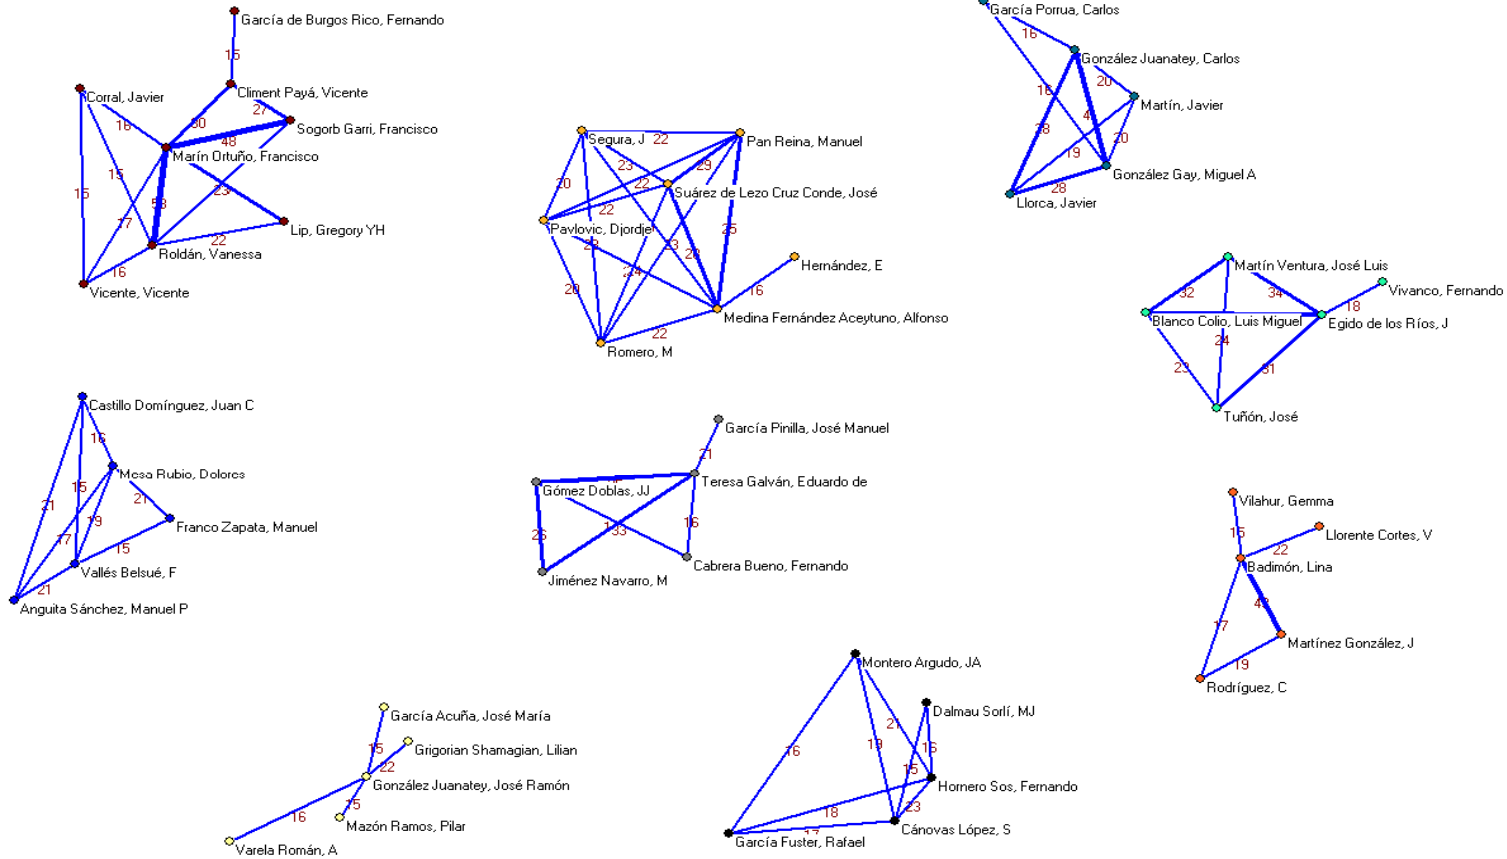 García de Burgos Rico, Fernando
15
Climent Payá, Vicente
Corral, Javier
27
Sogorb Garri, Francisco
16
30
48
Marín Ortuño, Francisco
15
15
23
53
17
Lip, Gregory YH
22
Roldán, Vanessa
16
Vicente, Vicente
Segura, J
22
Pan Reina, Manuel
23
29
20
22
Suárez de Lezo Cruz Conde, José
22
Pavlovic, Djordje
25
23
23
24
Hernández, E
20
16
Medina Fernández Aceytuno, Alfonso
22
Romero, M
García Porrua, Carlos
16
González Juanatey, Carlos
20
16
Martín, Javier
38
20
19
González Gay, Miguel A
28
Llorca, Javier
Martín Ventura, José Luis
32
34
Vivanco, Fernando
18
Blanco Colio, Luis Miguel
Egido de los Ríos, J
24
23
31
Tuñón, José
Castillo Domínguez, Juan C
16
Mesa Rubio, Dolores
15
21
21
19
Franco Zapata, Manuel
17
15
Vallés Belsué, F
21
Anguita Sánchez, Manuel P
García Pinilla, José Manuel
21
Teresa Galván, Eduardo de
Gómez Doblas, JJ
16
33
26
Cabrera Bueno, Fernando
Jiménez Navarro, M
Vilahur, Gemma
15
Llorente Cortes, V
22
Badimón, Lina
43
17
Martínez González, J
19
Rodríguez, C
García Acuña, José María
15
Grigorian Shamagian, Lilian
22
González Juanatey, José Ramón
15
16
Mazón Ramos, Pilar
Varela Román, A
Montero Argudo, JA
Dalmau Sorlí, MJ
21
16
19
16
15
Hornero Sos, Fernando
23
18
17
Cánovas López, S
García Fuster, Rafael